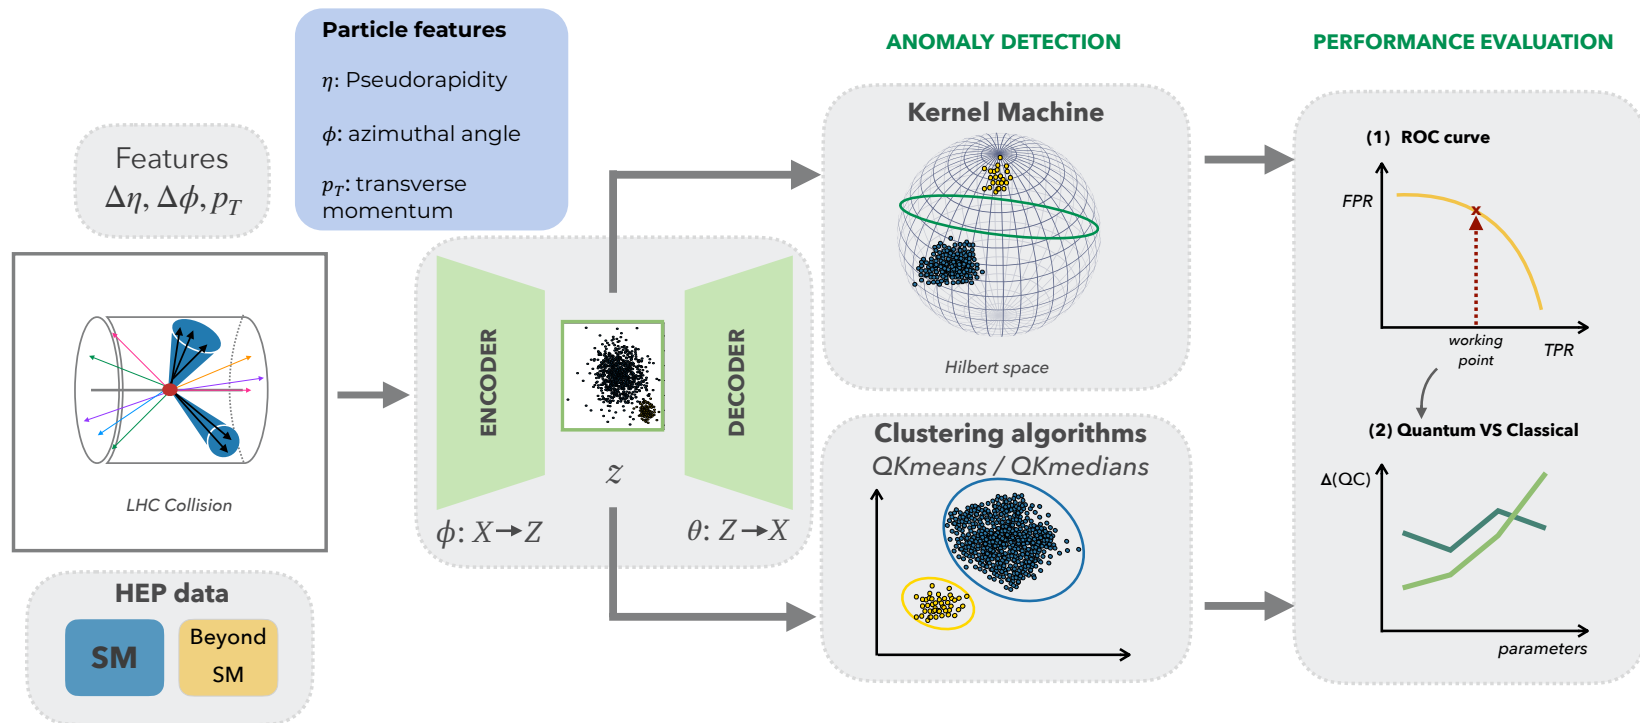 Particle features
η: Pseudorapidity
ϕ: azimuthal angle
p_T: transverse
momentum
Features
Δη, Δϕ, p_T
LHC Collision
HEP data
SM
Beyond
SM
ENCODER
DECODER
z
ϕ: X→Z
θ: Z→X
ANOMALY DETECTION
Kernel Machine
Hilbert space
Clustering algorithms
QKmeans / QKmedians
PERFORMANCE EVALUATION
(1) ROC curve
FPR
x
working
point
TPR
(2) Quantum VS Classical
Δ(QC)
parameters